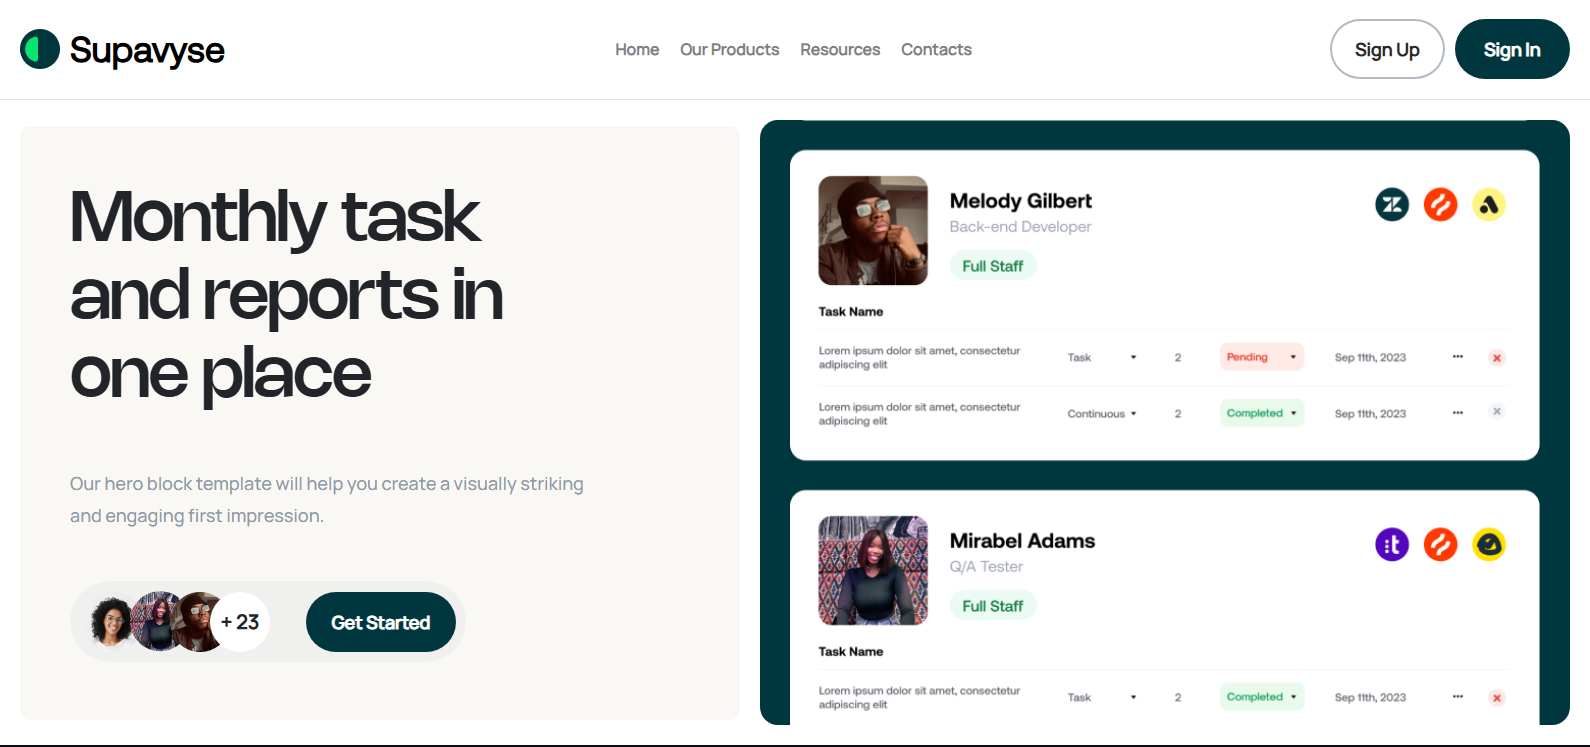 Supavyse
Home Our Products Resources Contacts
Sign Up Sign In
Monthly task
and reports in
one place
Our hero block template will help you create a visually striking
and engaging first impression.
+ 23 Get Started
Melody Gilbert
Back-end Developer
Full Staff
Task Name
Lorem ipsum dolor sit amet, consectetur
adipiscing elit
Task 2 Pending Sep 11th, 2023 ···
Lorem ipsum dolor sit amet, consectetur
adipiscing elit
Continuous 2 Completed Sep 11th, 2023 ···
Mirabel Adams
Q/A Tester
Full Staff
Task Name
Lorem ipsum dolor sit amet, consectetur
adipiscing elit
Task 2 Completed Sep 11th, 2023 ···